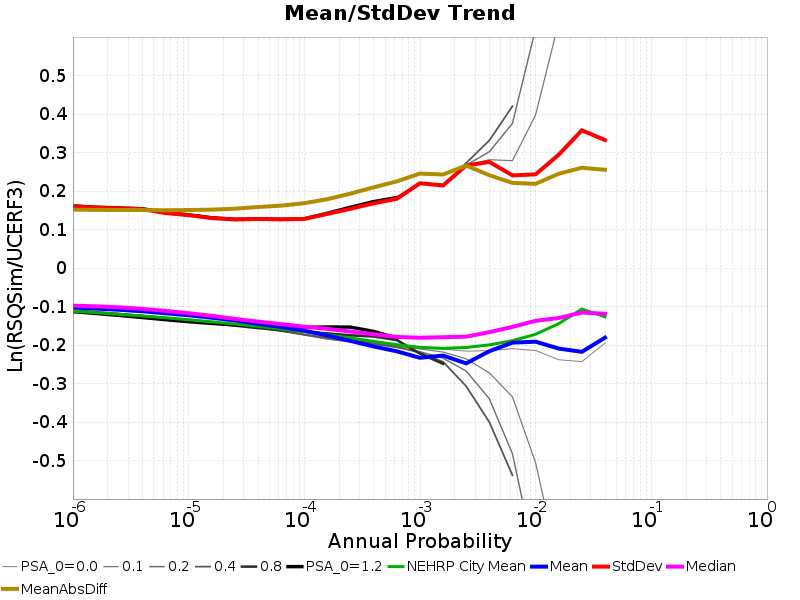 Mean/StdDev Trend
Ln(RSQSim/UCERF3)
0.5
0.4
0.3
0.2
0.1
0
-0.1
-0.2
-0.3
-0.4
-0.5
10^-6 10^-5 10^-4 10^-3 10^-2 10^-1 10^0
Annual Probability
PSA_0=0.0 0.1 0.2 0.4 0.8 PSA_0=1.2 NEHRP City Mean Mean StdDev Median
MeanAbsDiff